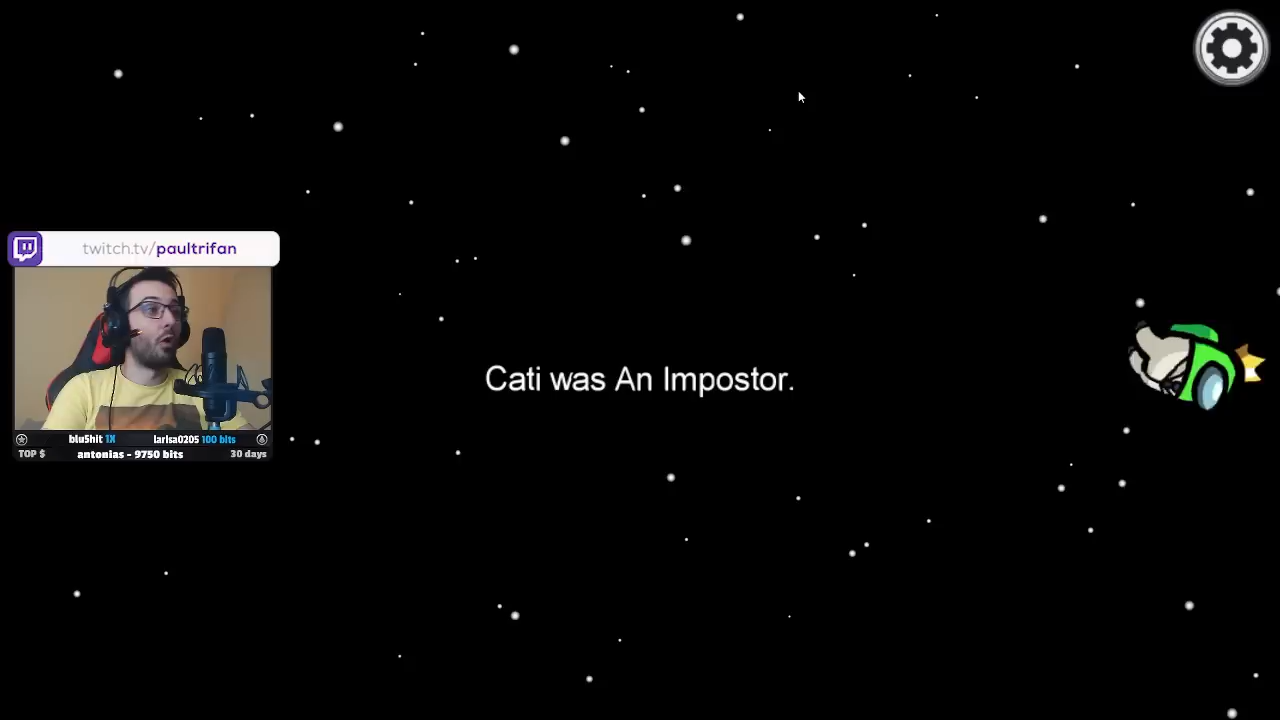 twitch.tv/paultrifan
Cati was An Impostor.
blu5hit 1X larisa0205 100 bits
TOP $ antonias - 9750 bits 30 days